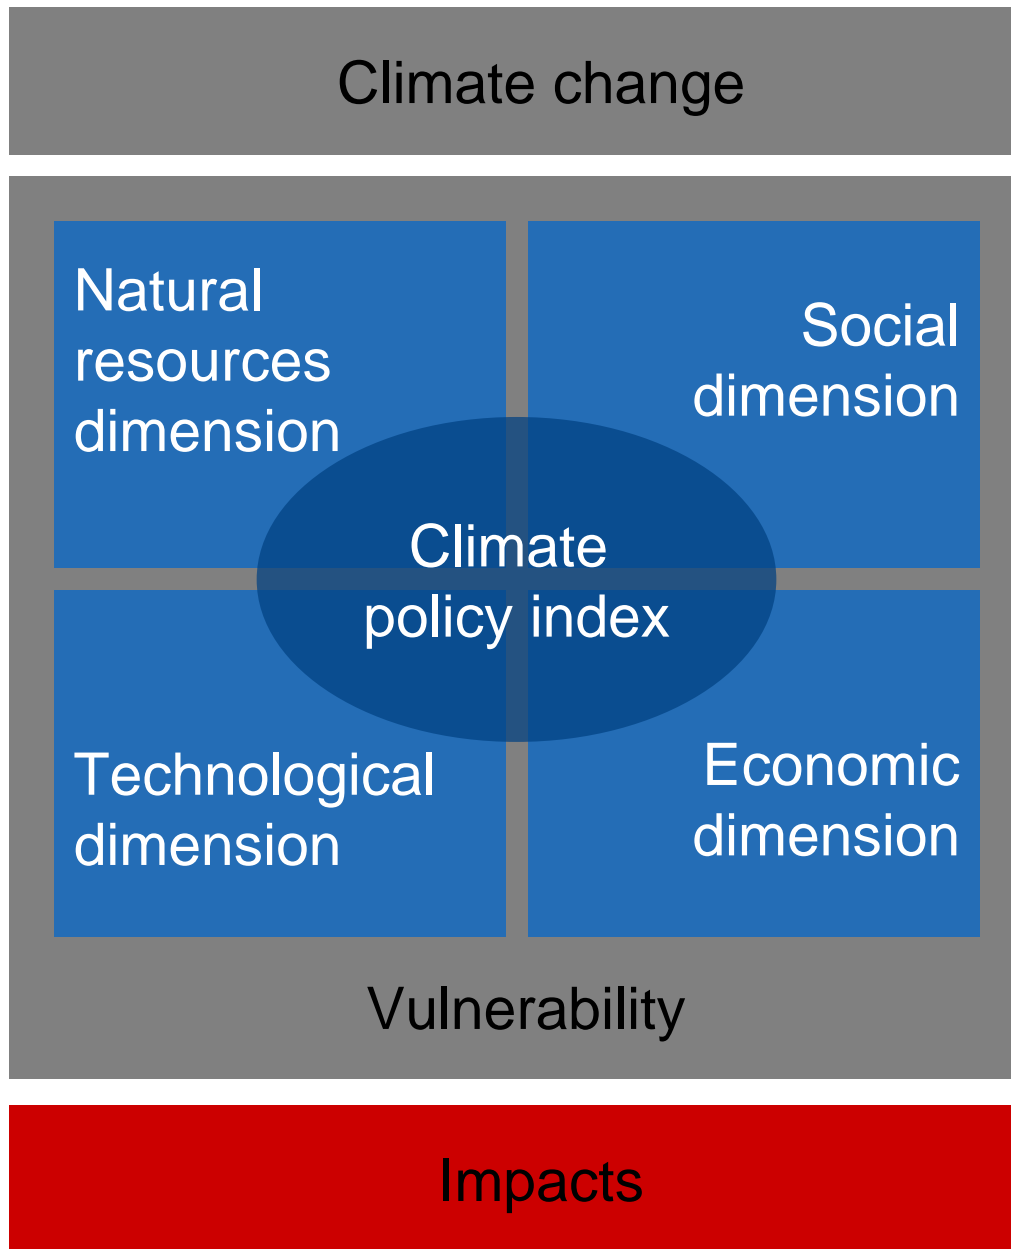 Climate change
Natural
resources
dimension
Social
dimension
Climate
policy index
Technological
dimension
Economic
dimension
Vulnerability
Impacts